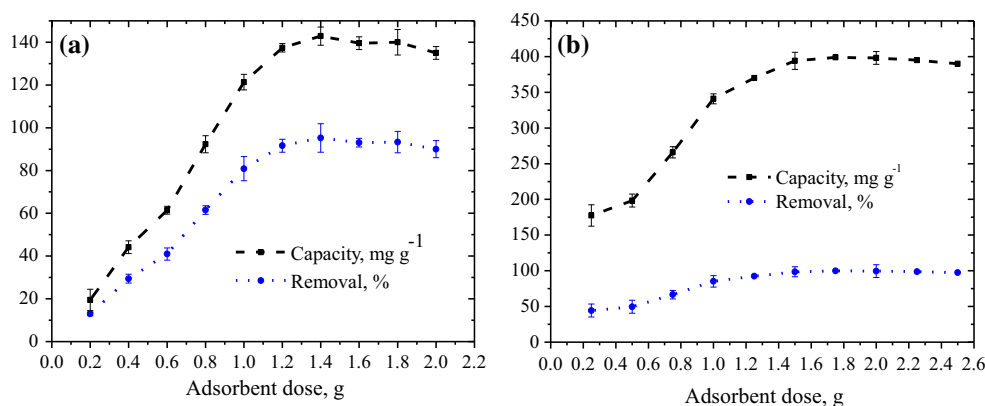 (a)
140
120
100
80
60
40
20
0
Capacity, mg g-1
Removal, %
0.0 0.2 0.4 0.6 0.8 1.0 1.2 1.4 1.6 1.8 2.0 2.2
Adsorbent dose, g
(b)
450
400
350
300
250
200
150
100
50
0
Capacity, mg g-1
Removal, %
0.0 0.2 0.4 0.6 0.8 1.0 1.2 1.4 1.6 1.8 2.0 2.2 2.4 2.6
Adsorbent dose, g